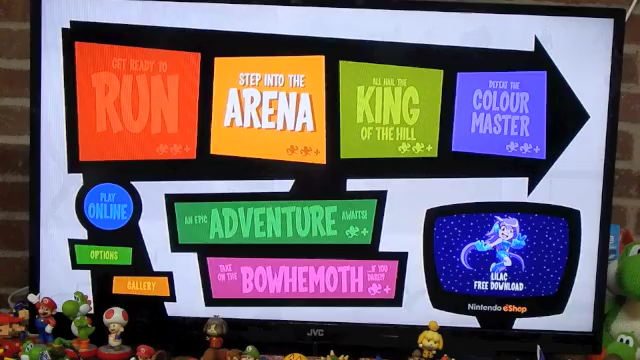 GET READY TO
RUN
STEP INTO THE
ARENA
ALL HAIL THE
KING
OF THE HILL
DEFEAT THE
COLOUR
MASTER
PLAY
ONLINE
OPTIONS
GALLERY
AN EPIC ADVENTURE AWAITS!
TAKE
ON THE BOWHEMOTH ...IF YOU
DARE!?
LILAC
FREE DOWNLOAD
Nintendo eShop
JVC